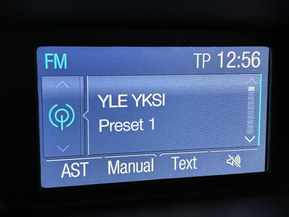 FM TP 12:56
YLE YKSI
Preset 1
AST Manual Text